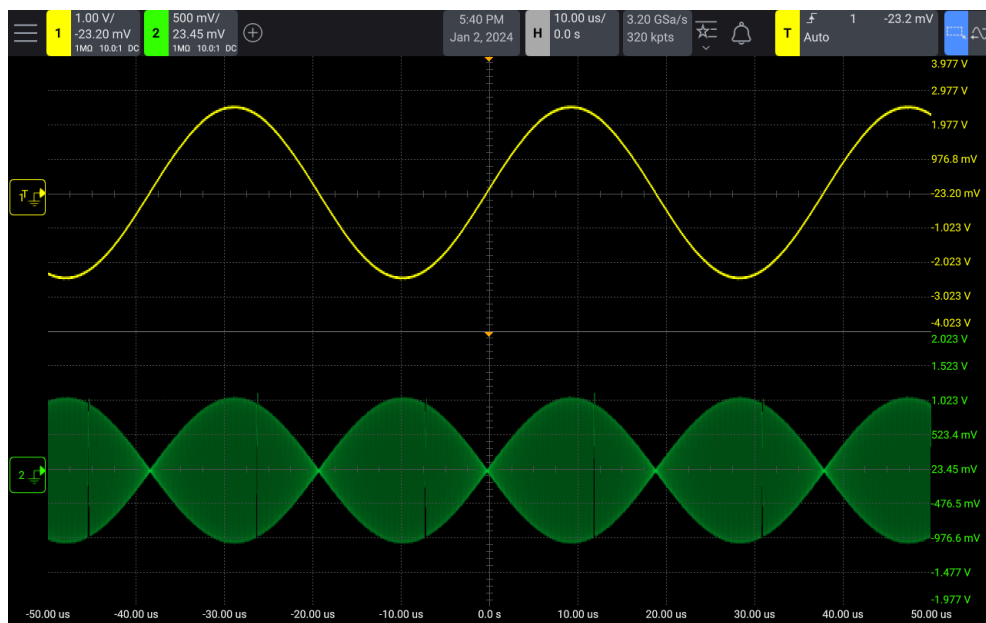 1
1.00 V/
-23.20 mV
1MΩ 10.0:1 DC
2
500 mV/
23.45 mV
1MΩ 10.0:1 DC
5:40 PM
Jan 2, 2024
H
10.00 us/
0.0 s
3.20 GSa/s
320 kpts
T
1
-23.2 mV
Auto
3.977 V
2.977 V
1.977 V
976.8 mV
T
1
-23.20 mV
-1.023 V
-2.023 V
-3.023 V
-4.023 V
2.023 V
1.523 V
1.023 V
523.4 mV
2
23.45 mV
-476.5 mV
-976.6 mV
-1.477 V
-1.977 V
-50.00 us
-40.00 us
-30.00 us
-20.00 us
-10.00 us
0.0 s
10.00 us
20.00 us
30.00 us
40.00 us
50.00 us